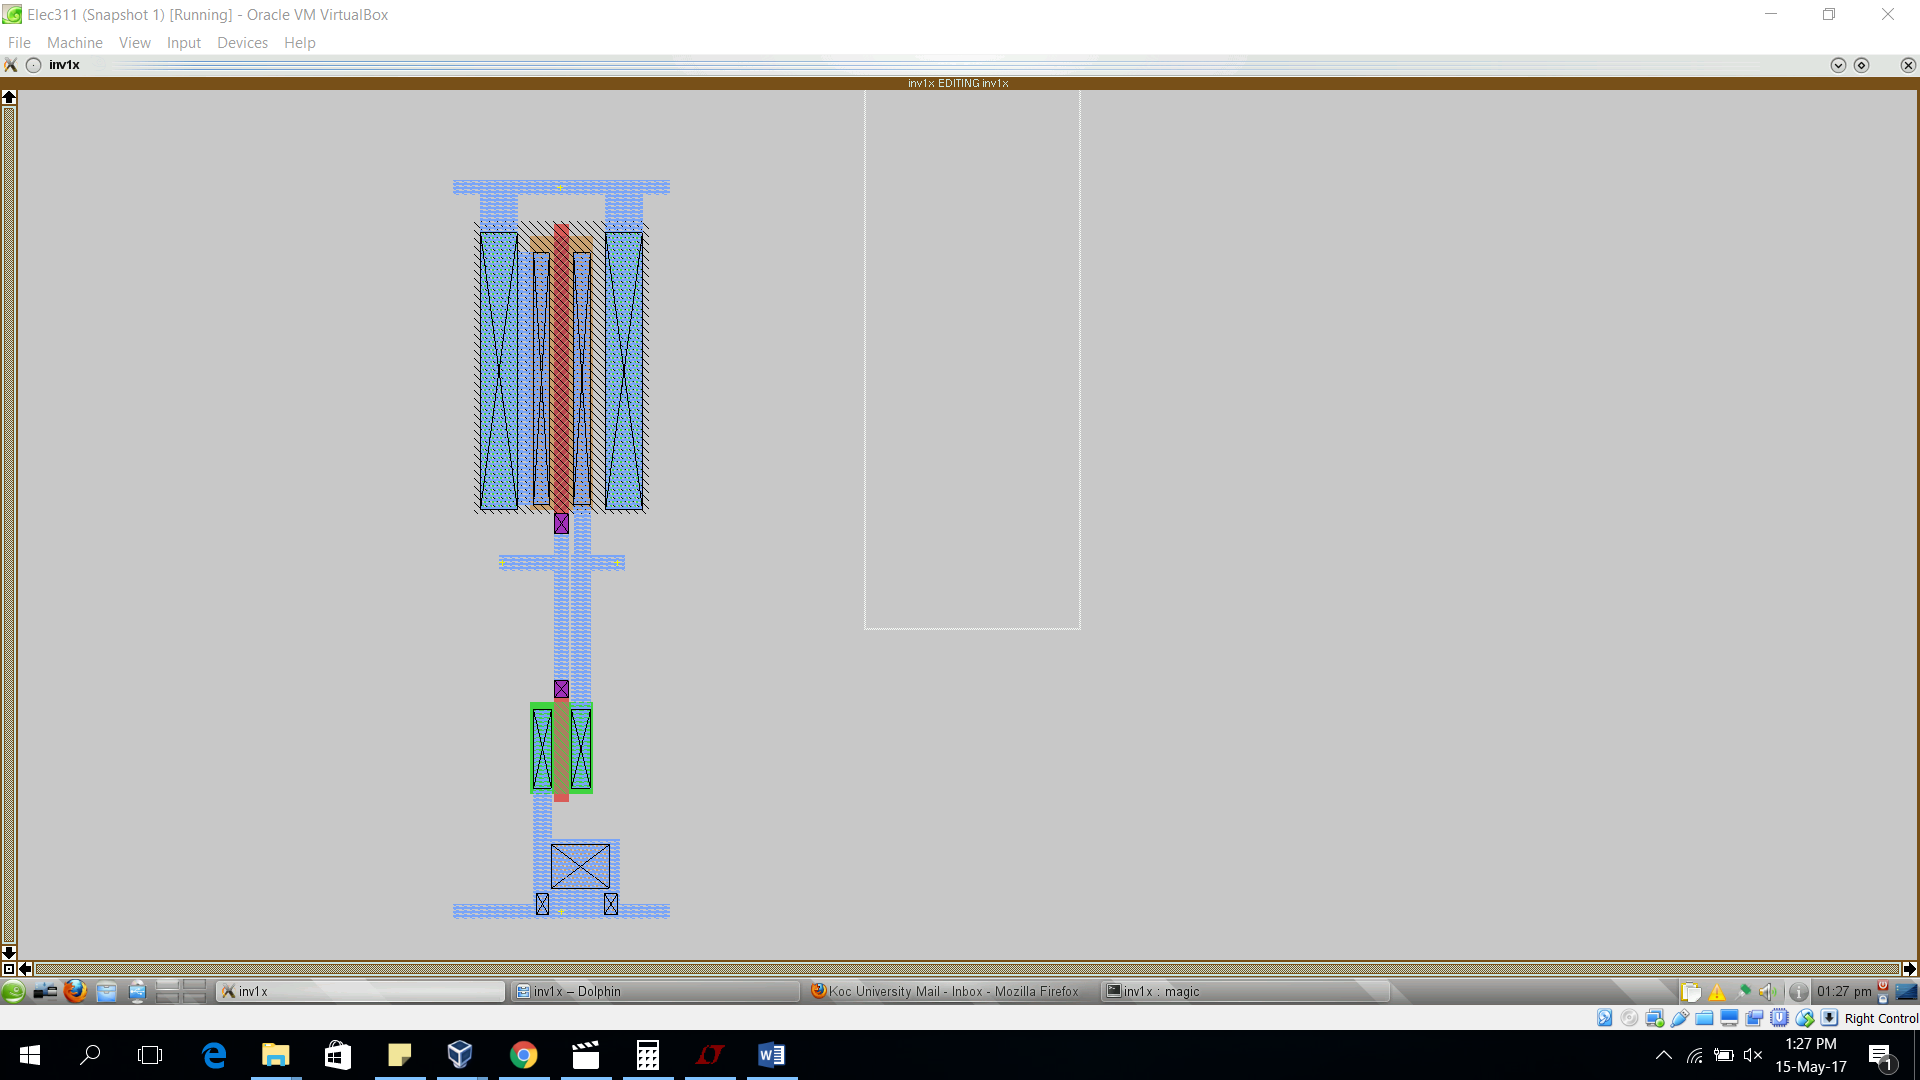 Elec311 (Snapshot 1) [Running] - Oracle VM VirtualBox
File Machine View Input Devices Help
inv1x
inv1x EDITING inv1x
inv1x
inv1x – Dolphin
Koc University Mail - Inbox - Mozilla Firefox
inv1x : magic
01:27 pm
Right Control
1:27 PM
15-May-17
1